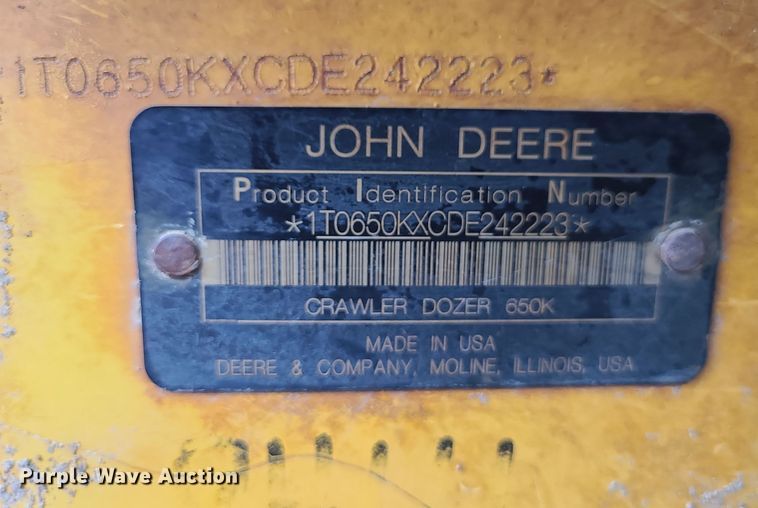 1T0650KXCDE242223*
JOHN DEERE
Product Identification Number
*1T0650KXCDE242223*
CRAWLER DOZER 650K
MADE IN USA
DEERE & COMPANY, MOLINE, ILLINOIS, USA
Purple Wave Auction